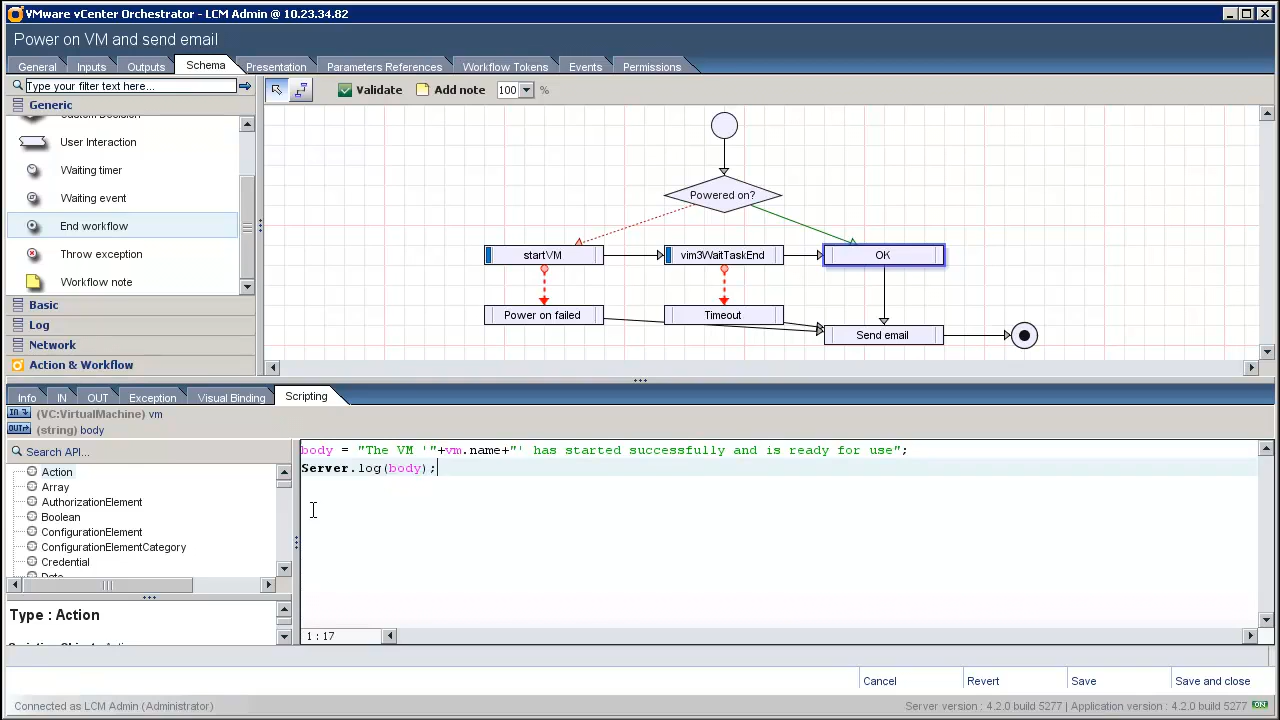 VMware vCenter Orchestrator - LCM Admin @ 10.23.34.82
Power on VM and send email
General Inputs Outputs Schema Presentation Parameters References Workflow Tokens Events Permissions
Type your filter text here... Validate Add note 100 %
Generic
Custom Decision
User Interaction
Waiting timer
Waiting event
End workflow
Throw exception
Workflow note
Basic
Log
Network
Action & Workflow
Powered on?
startVM vim3WaitTaskEnd OK
Power on failed Timeout
Send email
Info IN OUT Exception Visual Binding Scripting
IN (VC:VirtualMachine) vm
OUT (string) body
Search API...
Action
Array
AuthorizationElement
Boolean
ConfigurationElement
ConfigurationElementCategory
Credential
Date
Type : Action
body = "The VM '"+vm.name+"' has started successfully and is ready for use";
Server.log(body);
1 : 17
Cancel Revert Save Save and close
Connected as LCM Admin (Administrator) Server version : 4.2.0 build 5277 | Application version : 4.2.0 build 5277 ON